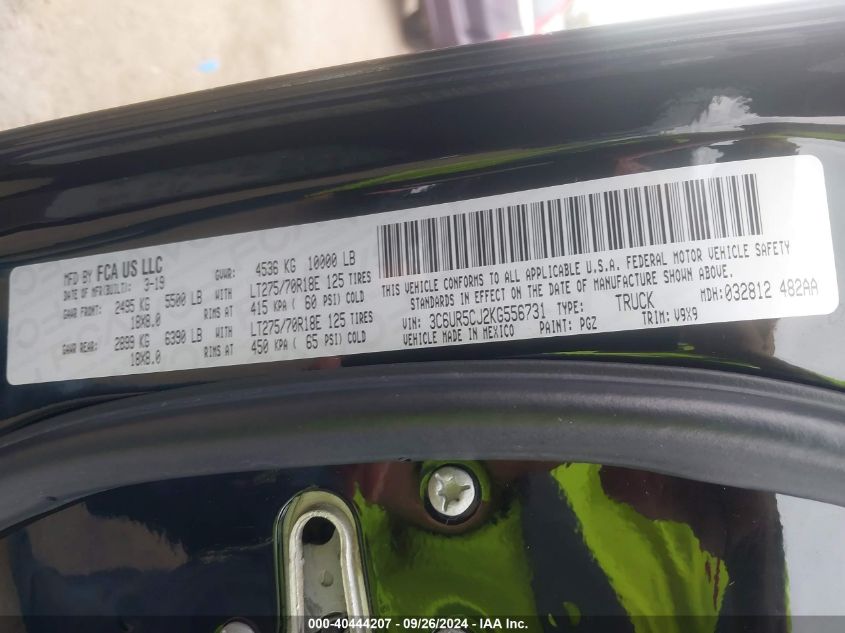 MFD BY FCA US LLC GVWR: 4536 KG 10000 LB
DATE OF MFR(BUILT): 3-19
GAWR FRONT: 2495 KG 5500 LB WITH LT275/70R18E 125 TIRES
18X8.0 RIMS AT 415 KPA ( 60 PSI) COLD
GAWR REAR: 2899 KG 6390 LB WITH LT275/70R18E 125 TIRES
18X8.0 RIMS AT 450 KPA ( 65 PSI) COLD
THIS VEHICLE CONFORMS TO ALL APPLICABLE U.S.A. FEDERAL MOTOR VEHICLE SAFETY
STANDARDS IN EFFECT ON THE DATE OF MANUFACTURE SHOWN ABOVE.
VIN: 3C6UR5CJ2KG556731 TYPE: TRUCK MDH: 032812 482AA
VEHICLE MADE IN MEXICO PAINT: PGZ TRIM: V9X9
000-40444207 - 09/26/2024 - IAA Inc.